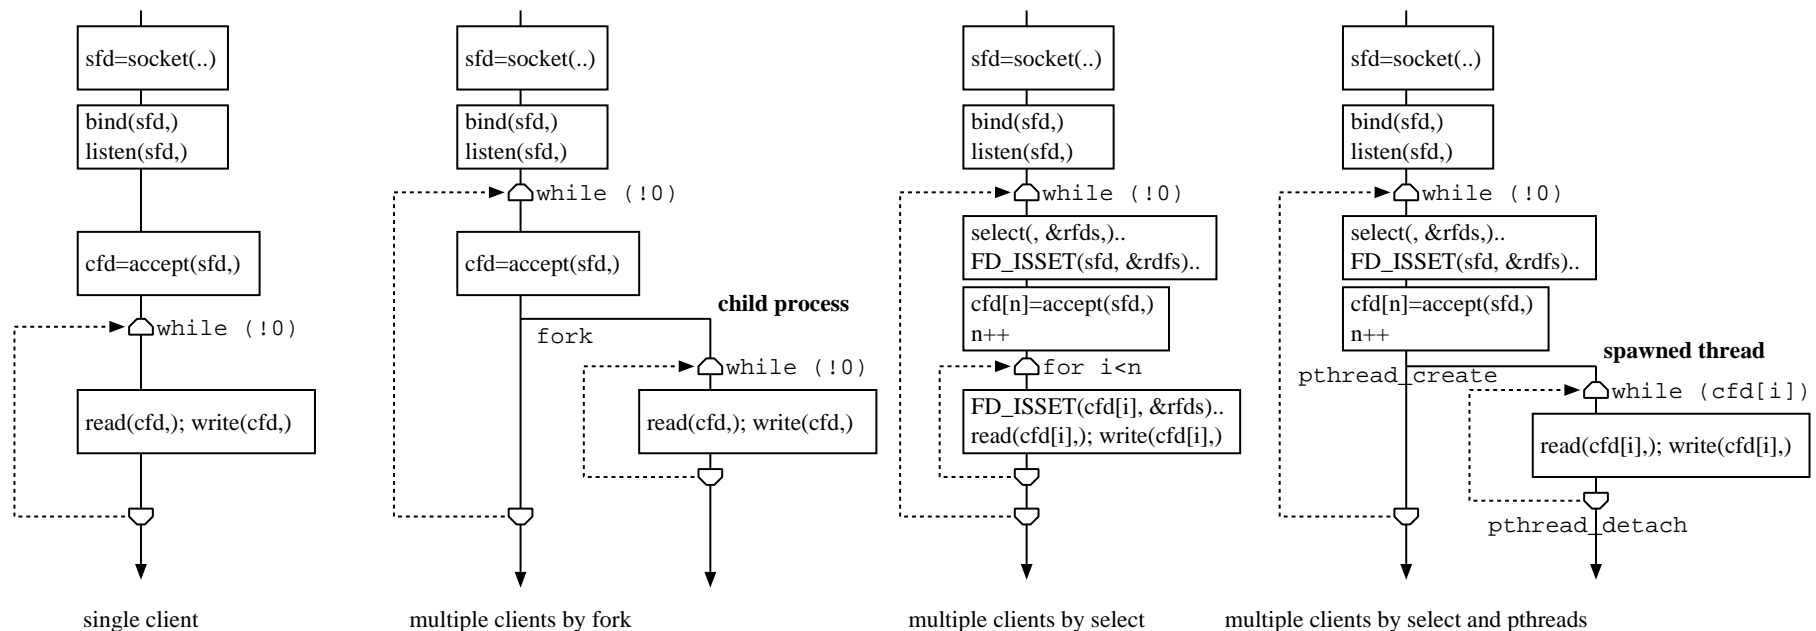 sfd=socket(..)
bind(sfd,)
listen(sfd,)
cfd=accept(sfd,)
while (!0)
read(cfd,); write(cfd,)
single client
sfd=socket(..)
bind(sfd,)
listen(sfd,)
while (!0)
cfd=accept(sfd,)
child process
fork
while (!0)
read(cfd,); write(cfd,)
multiple clients by fork
sfd=socket(..)
bind(sfd,)
listen(sfd,)
while (!0)
select(, &rfds,)..
FD_ISSET(sfd, &rdfs)..
cfd[n]=accept(sfd,)
n++
for i<n
FD_ISSET(cfd[i], &rfds)..
read(cfd[i],); write(cfd[i],)
multiple clients by select
sfd=socket(..)
bind(sfd,)
listen(sfd,)
while (!0)
select(, &rfds,)..
FD_ISSET(sfd, &rdfs)..
cfd[n]=accept(sfd,)
n++
spawned thread
pthread_create
while (cfd[i])
read(cfd[i],); write(cfd[i],)
pthread_detach
multiple clients by select and pthreads